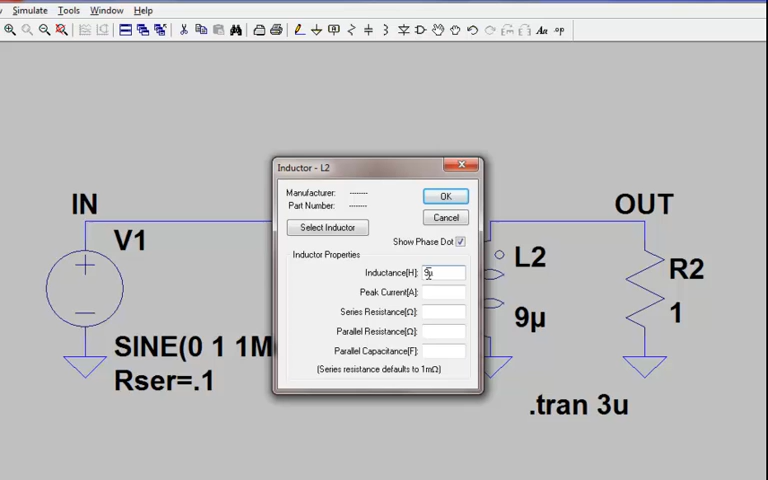 Simulate Tools Window Help
Inductor - L2
Manufacturer: --------
Part Number: --------
OK
Cancel
Select Inductor
Show Phase Dot
Inductor Properties
Inductance[H]: 9µ
Peak Current[A]:
Series Resistance[Ω]:
Parallel Resistance[Ω]:
Parallel Capacitance[F]:
(Series resistance defaults to 1mΩ)
IN
V1
SINE(0 1 1M
Rser=.1
OUT
L2
9µ
R2
1
.tran 3u
Aa .op